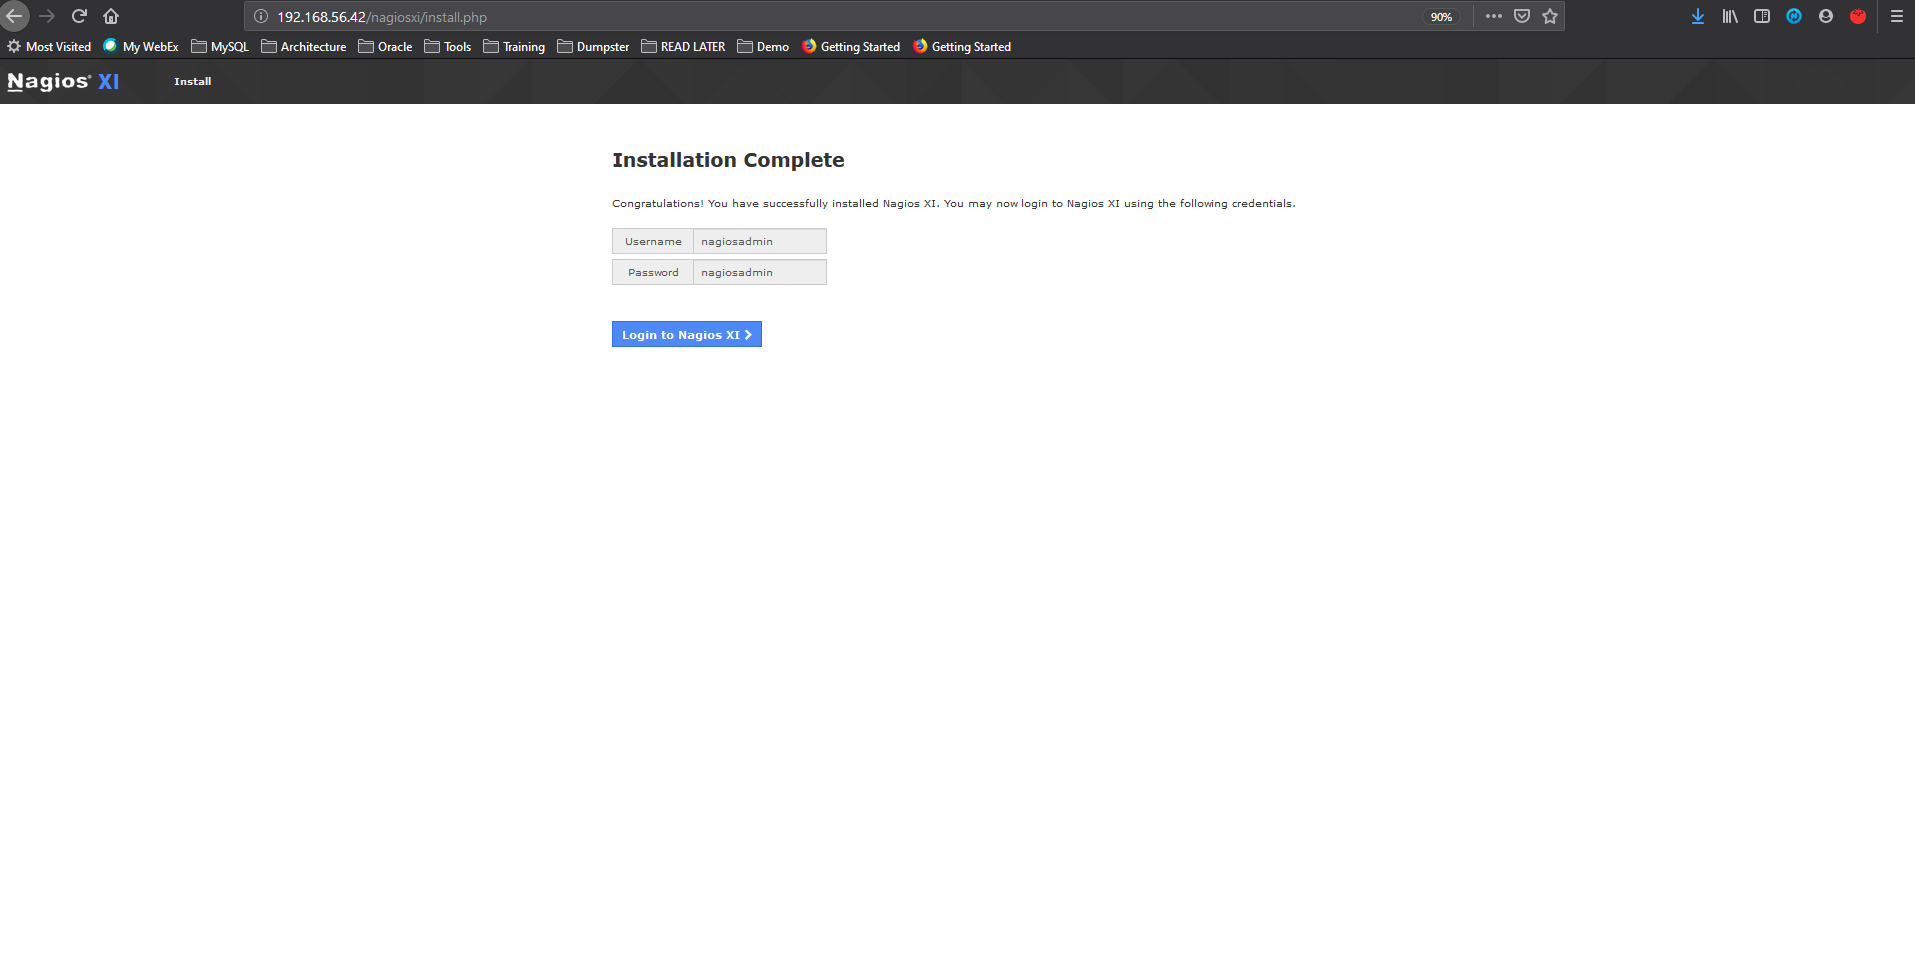 192.168.56.42/nagiosxi/install.php 90%
Most Visited My WebEx MySQL Architecture Oracle Tools Training Dumpster READ LATER Demo Getting Started Getting Started
Nagios® XI Install
Installation Complete
Congratulations! You have successfully installed Nagios XI. You may now login to Nagios XI using the following credentials.
Username nagiosadmin
Password nagiosadmin
Login to Nagios XI